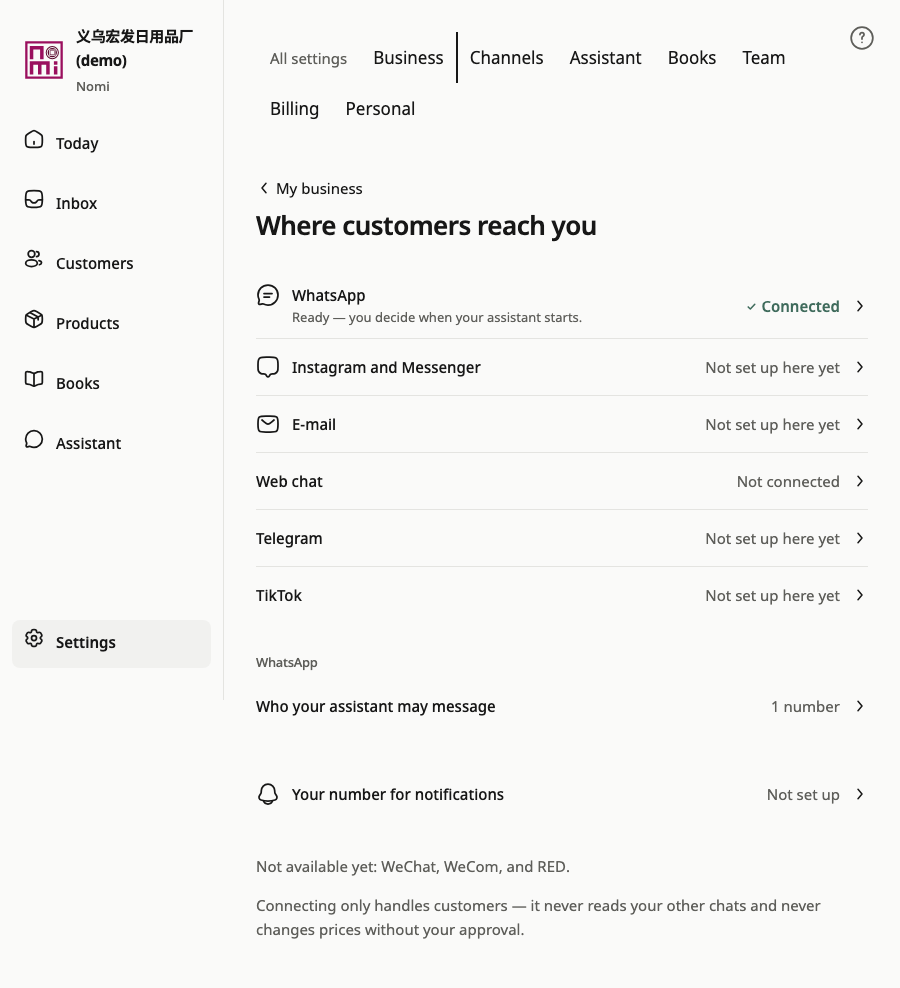 义乌宏发日用品厂
(demo)
Nomi
Today
Inbox
Customers
Products
Books
Assistant
Settings
All settings
Business
Channels
Assistant
Books
Team
Billing
Personal
My business
Where customers reach you
WhatsApp
Ready — you decide when your assistant starts.
Connected
Instagram and Messenger
Not set up here yet
E-mail
Not set up here yet
Web chat
Not connected
Telegram
Not set up here yet
TikTok
Not set up here yet
WhatsApp
Who your assistant may message
1 number
Your number for notifications
Not set up
Not available yet: WeChat, WeCom, and RED.
Connecting only handles customers — it never reads your other chats and never
changes prices without your approval.